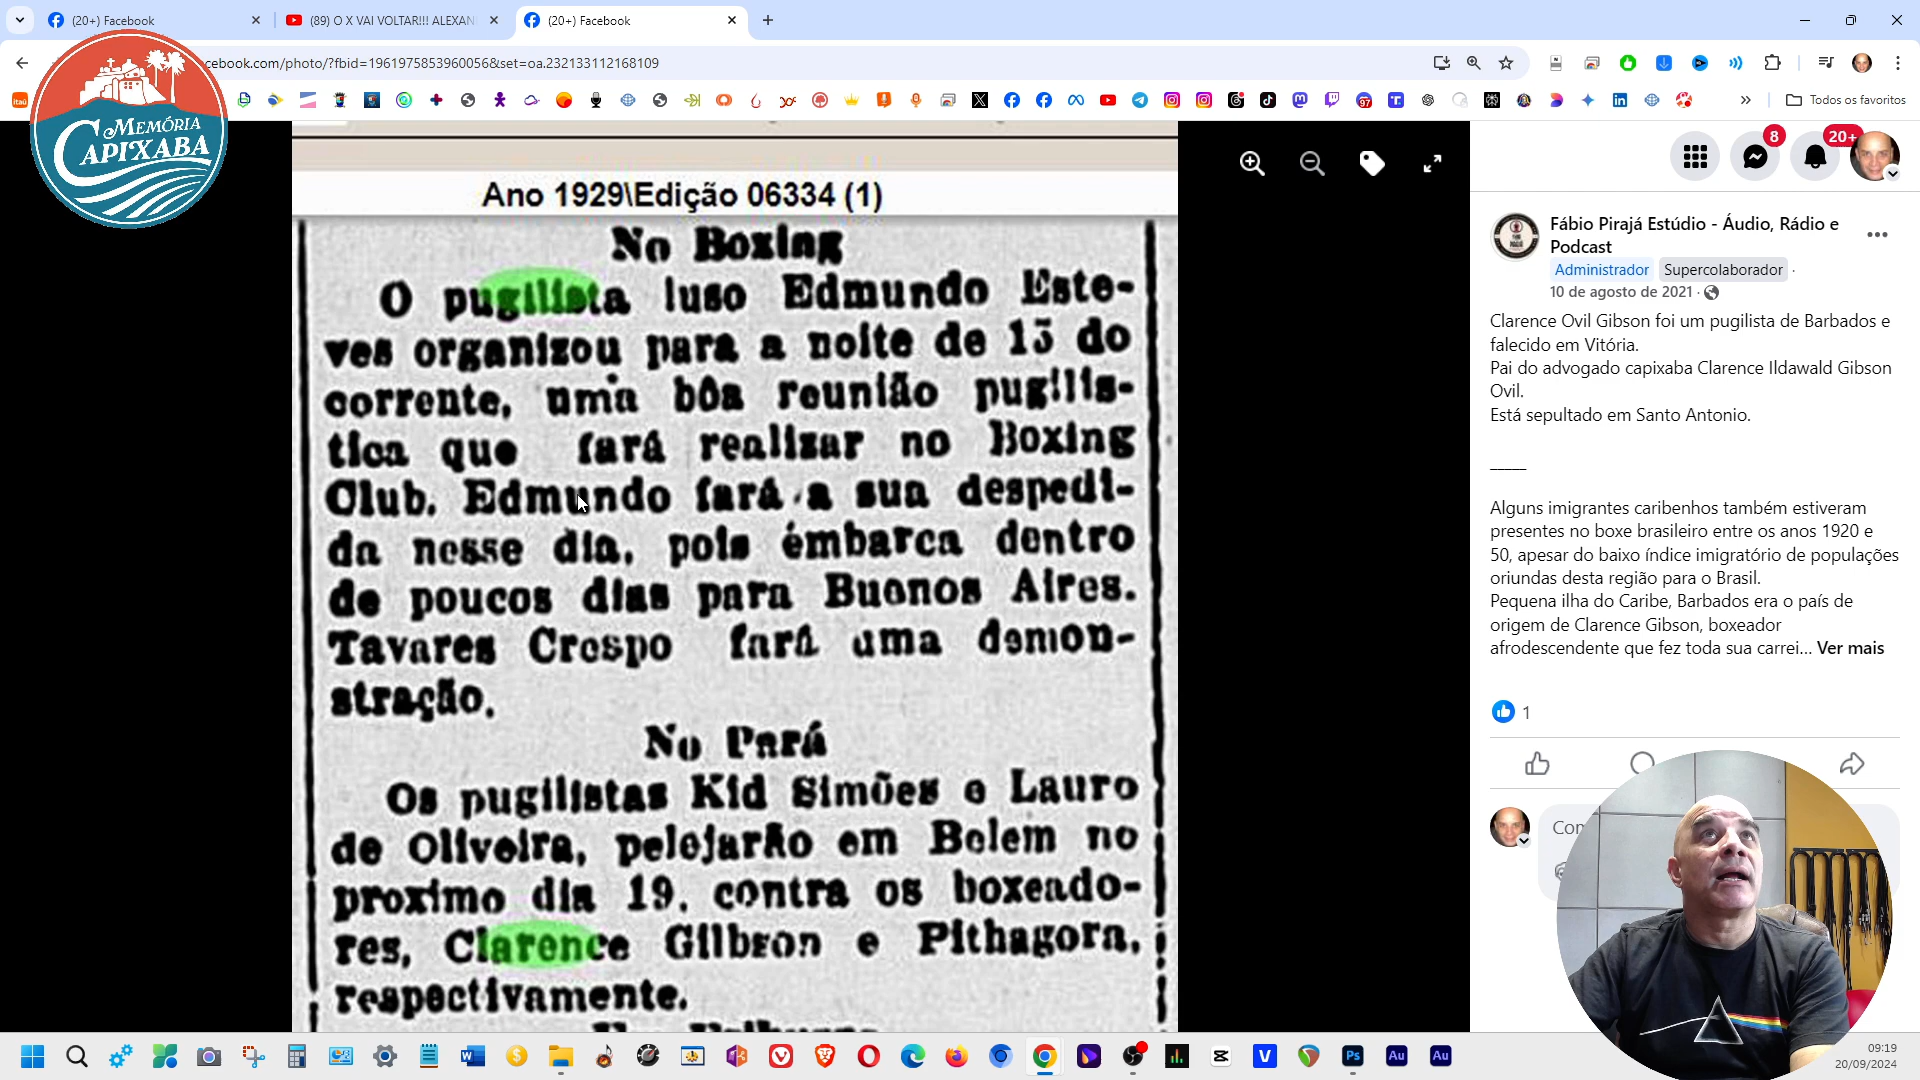 (20+) Facebook
(89) O X VAI VOLTAR!!! ALEXAN
(20+) Facebook
cebook.com/photo/?fbid=1961975853960056&set=oa.232133112168109
Todos os favoritos
MEMÓRIA
CAPIXABA
Ano 1929\Edição 06334 (1)
No Boxing
O pugilista luso Edmundo Este-
ves organizou para a noite de 15 do
corrente, uma bôa reunião pugilis-
tica que fará realizar no Boxing
Club. Edmundo fará a sua despedi-
da nesse dia, pois embarca dentro
de poucos dias para Buenos Aires.
Tavares Crespo fará uma demon-
stração.
No Pará
Os pugilistas Kid Simões e Lauro
de Oliveira, pelejarão em Belem no
proximo dia 19, contra os boxeado-
res, Clarence Gilbson e Pithagora,
respectivamente.
8
20+
Fábio Pirajá Estúdio - Áudio, Rádio e
Podcast
Administrador Supercolaborador ·
10 de agosto de 2021 ·
Clarence Ovil Gibson foi um pugilista de Barbados e
falecido em Vitória.
Pai do advogado capixaba Clarence Ildawald Gibson
Ovil.
Está sepultado em Santo Antonio.
_____
Alguns imigrantes caribenhos também estiveram
presentes no boxe brasileiro entre os anos 1920 e
50, apesar do baixo índice imigratório de populações
oriundas desta região para o Brasil.
Pequena ilha do Caribe, Barbados era o país de
origem de Clarence Gibson, boxeador
afrodescendente que fez toda sua carrei... Ver mais
1
Con
09:19
20/09/2024